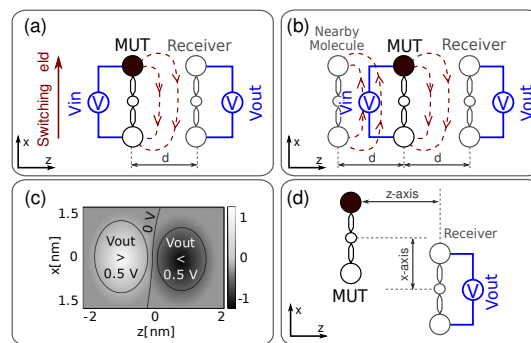 (a)
MUT
Receiver
Switching eld
Vin
V
V
Vout
x
z
d
(b)
Nearby
Molecule
MUT
Receiver
Vin
V
V
Vout
x
z
d
d
(c)
x[nm]
1.5
0
1.5
Vout
>
0.5 V
0 V
Vout
<
0.5 V
1
0
-1
-2
0
2
z[nm]
(d)
z-axis
Receiver
x-axis
MUT
V
Vout
x
z